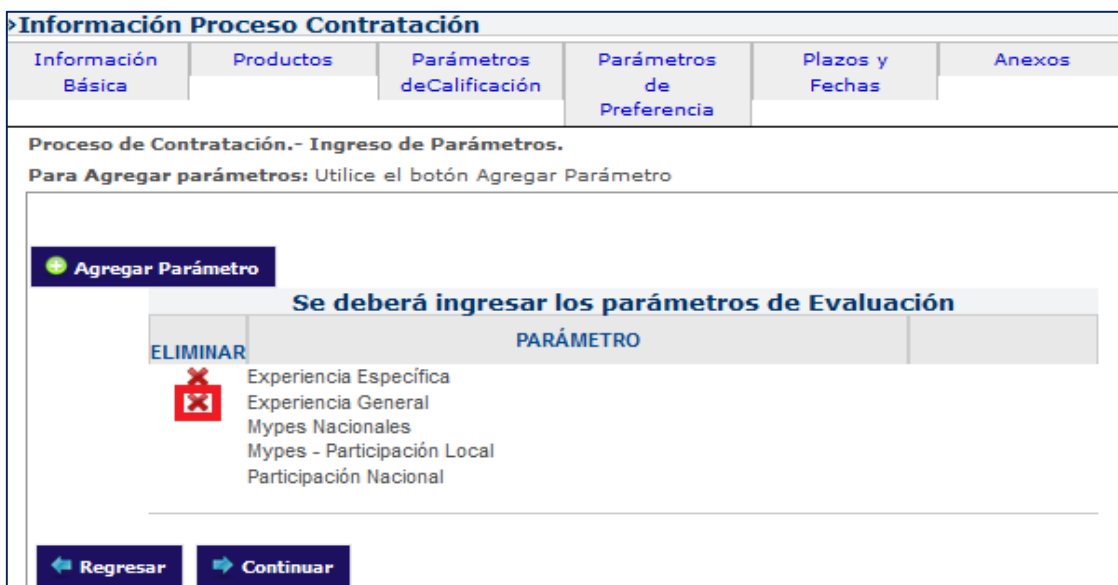 ›Información Proceso Contratación
Información Básica
Productos
Parámetros deCalificación
Parámetros de Preferencia
Plazos y Fechas
Anexos
Proceso de Contratación.- Ingreso de Parámetros.
Para Agregar parámetros: Utilice el botón Agregar Parámetro
Agregar Parámetro
Se deberá ingresar los parámetros de Evaluación
ELIMINAR PARÁMETRO
Experiencia Específica
Experiencia General
Mypes Nacionales
Mypes - Participación Local
Participación Nacional
Regresar Continuar